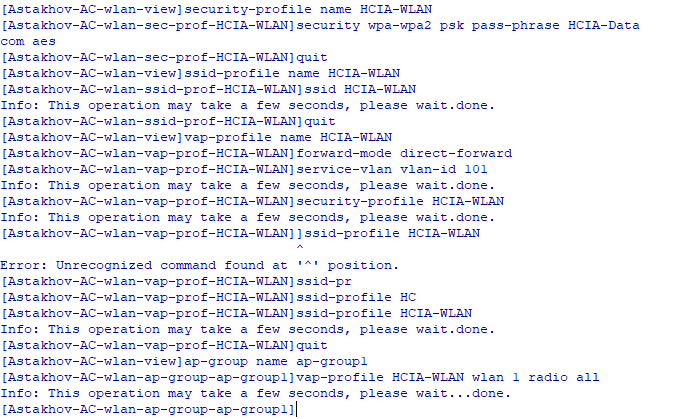 [Astakhov-AC-wlan-view]security-profile name HCIA-WLAN
[Astakhov-AC-wlan-sec-prof-HCIA-WLAN]security wpa-wpa2 psk pass-phrase HCIA-Data
com aes
[Astakhov-AC-wlan-sec-prof-HCIA-WLAN]quit
[Astakhov-AC-wlan-view]ssid-profile name HCIA-WLAN
[Astakhov-AC-wlan-ssid-prof-HCIA-WLAN]ssid HCIA-WLAN
Info: This operation may take a few seconds, please wait.done.
[Astakhov-AC-wlan-ssid-prof-HCIA-WLAN]quit
[Astakhov-AC-wlan-view]vap-profile name HCIA-WLAN
[Astakhov-AC-wlan-vap-prof-HCIA-WLAN]forward-mode direct-forward
[Astakhov-AC-wlan-vap-prof-HCIA-WLAN]service-vlan vlan-id 101
Info: This operation may take a few seconds, please wait.done.
[Astakhov-AC-wlan-vap-prof-HCIA-WLAN]security-profile HCIA-WLAN
Info: This operation may take a few seconds, please wait.done.
[Astakhov-AC-wlan-vap-prof-HCIA-WLAN]]ssid-profile HCIA-WLAN
^
Error: Unrecognized command found at '^' position.
[Astakhov-AC-wlan-vap-prof-HCIA-WLAN]ssid-pr
[Astakhov-AC-wlan-vap-prof-HCIA-WLAN]ssid-profile HC
[Astakhov-AC-wlan-vap-prof-HCIA-WLAN]ssid-profile HCIA-WLAN
Info: This operation may take a few seconds, please wait.done.
[Astakhov-AC-wlan-vap-prof-HCIA-WLAN]quit
[Astakhov-AC-wlan-view]ap-group name ap-group1
[Astakhov-AC-wlan-ap-group-ap-group1]vap-profile HCIA-WLAN wlan 1 radio all
Info: This operation may take a few seconds, please wait...done.
[Astakhov-AC-wlan-ap-group-ap-group1]